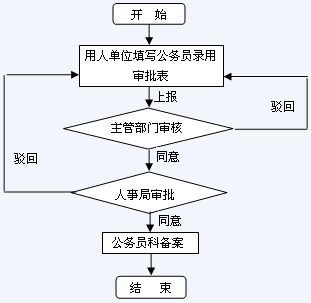 开 始
用人单位填写公务员录用
审批表
上报
主管部门审核
驳回
同意
驳回
人事局审批
同意
公务员科备案
结 束